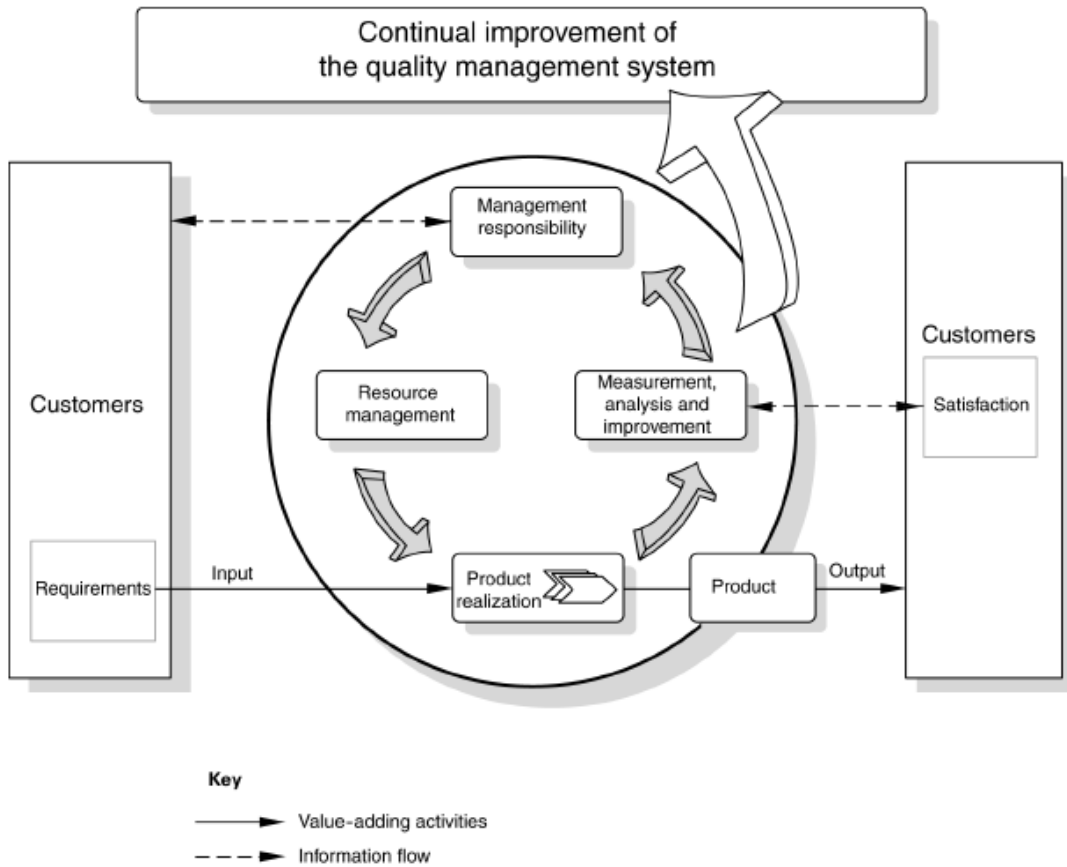 Continual improvement of
the quality management system
Management
responsibility
Customers
Resource
management
Measurement,
analysis and
improvement
Customers
Satisfaction
Requirements
Input
Product
realization
Product
Output
Key
Value-adding activities
Information flow